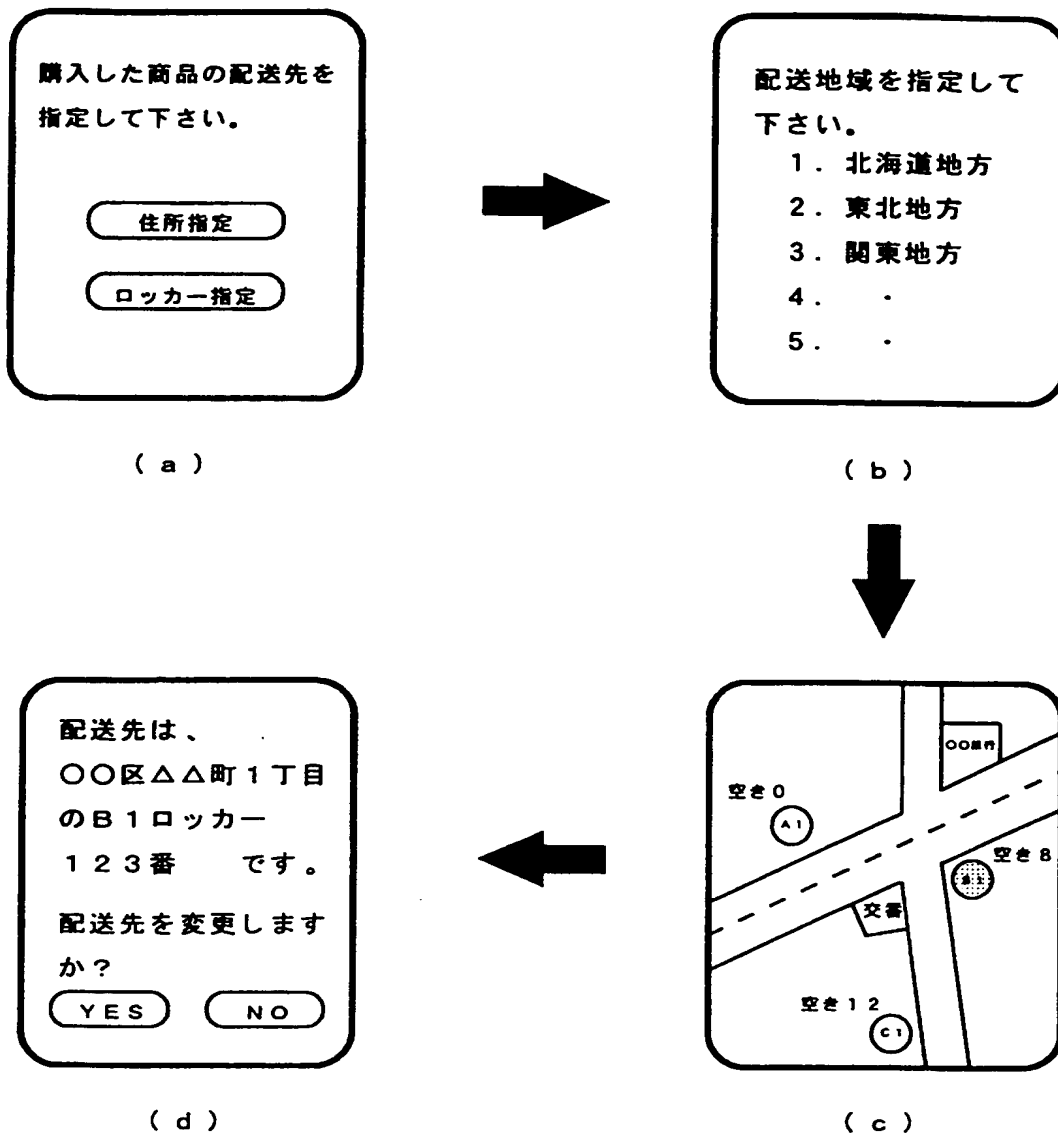 購入した商品の配送先を
指定して下さい。
住所指定
ロッカー指定
(a)
配送地域を指定して
下さい。
1. 北海道地方
2. 東北地方
3. 関東地方
4. ・
5. ・
(b)
〇〇銀行
空き0
A1
空き8
B1
交番
空き12
C1
(c)
配送先は、
〇〇区△△町1丁目
のB1ロッカー
123番 です。
配送先を変更します
か?
YES NO
(d)